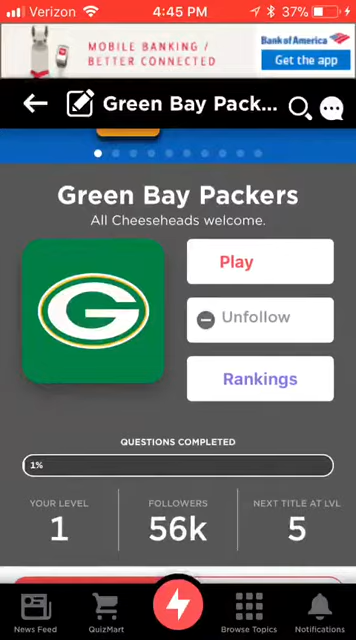 Verizon 4:45 PM 37%
MOBILE BANKING /
BETTER CONNECTED
Bank of America
Get the app
Green Bay Pack...
Green Bay Packers
All Cheeseheads welcome.
G
Play
Unfollow
Rankings
QUESTIONS COMPLETED
1%
YOUR LEVEL
1
FOLLOWERS
56k
NEXT TITLE AT LVL
5
News Feed
QuizMart
Browse Topics
Notifications